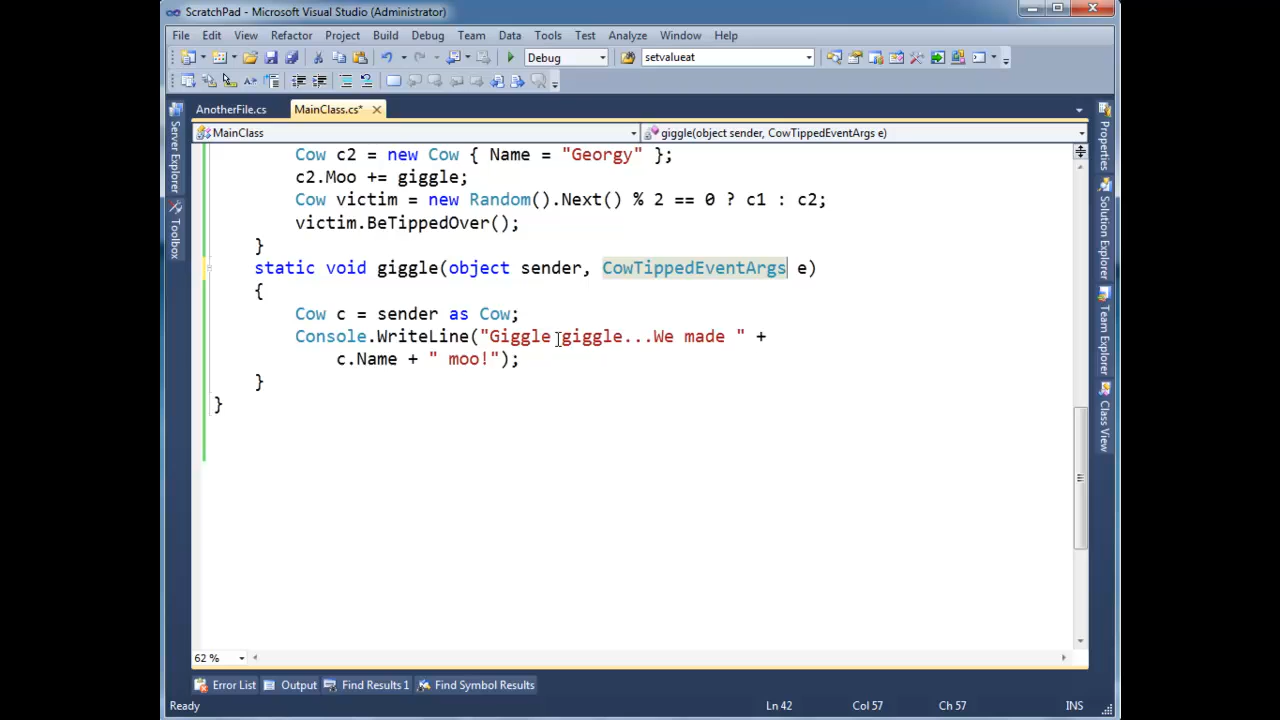 ScratchPad - Microsoft Visual Studio (Administrator)
File Edit View Refactor Project Build Debug Team Data Tools Test Analyze Window Help
Debug setvalueat
AnotherFile.cs MainClass.cs* ×
MainClass giggle(object sender, CowTippedEventArgs e)
Cow c2 = new Cow { Name = "Georgy" };
c2.Moo += giggle;
Cow victim = new Random().Next() % 2 == 0 ? c1 : c2;
victim.BeTippedOver();
}
static void giggle(object sender, CowTippedEventArgs e)
{
Cow c = sender as Cow;
Console.WriteLine("Giggle giggle...We made " +
c.Name + " moo!");
}
}
Server Explorer
Toolbox
Properties
Solution Explorer
Team Explorer
Class View
62 %
Error List Output Find Results 1 Find Symbol Results
Ready Ln 42 Col 57 Ch 57 INS